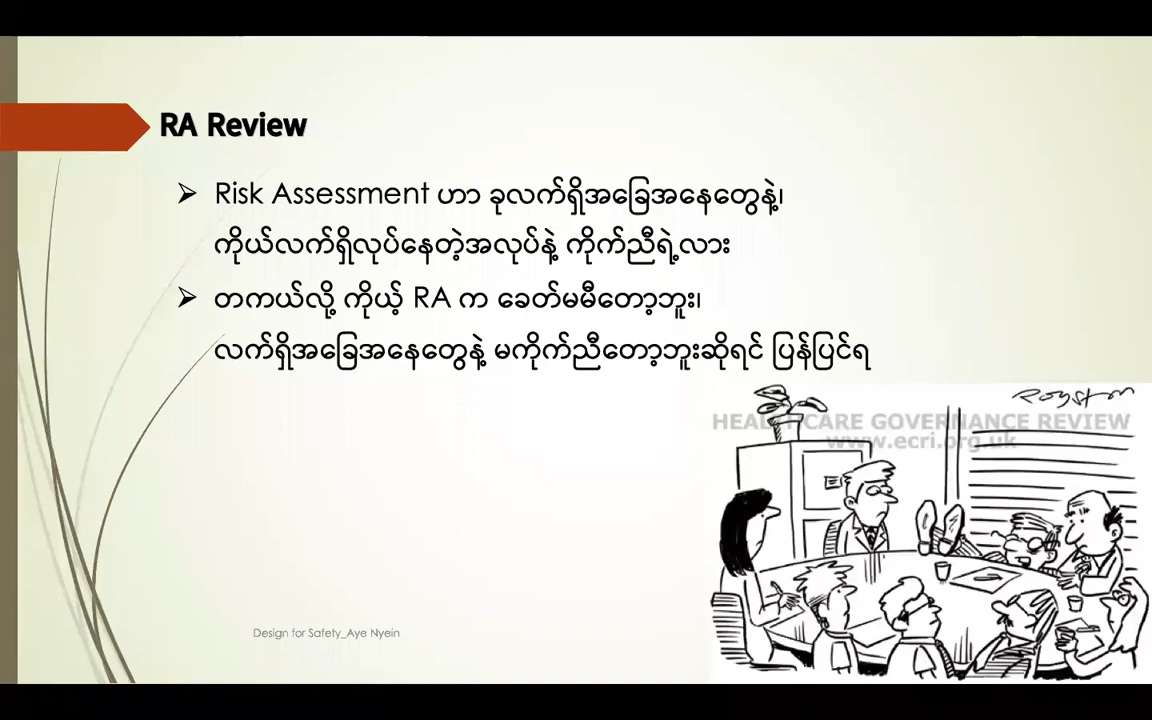 RA Review
➢ Risk Assessment ဟာ ခုလက်ရှိအခြေအနေတွေနဲ့၊
ကိုယ်လက်ရှိလုပ်နေတဲ့အလုပ်နဲ့ ကိုက်ညီရဲ့လား
➢ တကယ်လို့ ကိုယ့် RA က ခေတ်မမီတော့ဘူး၊
လက်ရှိအခြေအနေတွေနဲ့ မကိုက်ညီတော့ဘူးဆိုရင် ပြန်ပြင်ရ
Royston
HEALTHCARE GOVERNANCE REVIEW
www.ecri.org.uk
Design for Safety_Aye Nyein